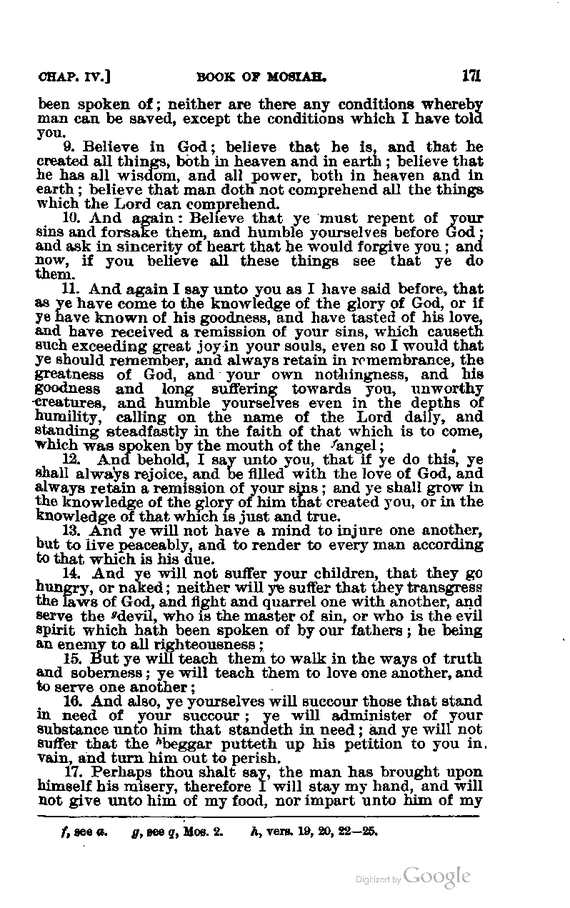 CHAP. IV.] BOOK OF MOSIAH. 171
been spoken of; neither are there any conditions whereby
man can be saved, except the conditions which I have told
you.
9. Believe in God; believe that he is, and that he
created all things, both in heaven and in earth; believe that
he has all wisdom, and all power, both in heaven and in
earth; believe that man doth not comprehend all the things
which the Lord can comprehend.
10. And again: Believe that ye must repent of your
sins and forsake them, and humble yourselves before God;
and ask in sincerity of heart that he would forgive you; and
now, if you believe all these things see that ye do
them.
11. And again I say unto you as I have said before, that
as ye have come to the knowledge of the glory of God, or if
ye have known of his goodness, and have tasted of his love,
and have received a remission of your sins, which causeth
such exceeding great joy in your souls, even so I would that
ye should remember, and always retain in remembrance, the
greatness of God, and your own nothingness, and his
goodness and long suffering towards you, unworthy
creatures, and humble yourselves even in the depths of
humility, calling on the name of the Lord daily, and
standing steadfastly in the faith of that which is to come,
which was spoken by the mouth of the fangel;
12. And behold, I say unto you, that if ye do this, ye
shall always rejoice, and be filled with the love of God, and
always retain a remission of your sins; and ye shall grow in
the knowledge of the glory of him that created you, or in the
knowledge of that which is just and true.
13. And ye will not have a mind to injure one another,
but to live peaceably, and to render to every man according
to that which is his due.
14. And ye will not suffer your children, that they go
hungry, or naked; neither will ye suffer that they transgress
the laws of God, and fight and quarrel one with another, and
serve the gdevil, who is the master of sin, or who is the evil
spirit which hath been spoken of by our fathers; he being
an enemy to all righteousness;
15. But ye will teach them to walk in the ways of truth
and soberness; ye will teach them to love one another, and
to serve one another;
16. And also, ye yourselves will succour those that stand
in need of your succour; ye will administer of your
substance unto him that standeth in need; and ye will not
suffer that the hbeggar putteth up his petition to you in
vain, and turn him out to perish.
17. Perhaps thou shalt say, the man has brought upon
himself his misery, therefore I will stay my hand, and will
not give unto him of my food, nor impart unto him of my
f, see a. g, see q, Mos. 2. h, vers. 19, 20, 22—25.
Digitized by Google